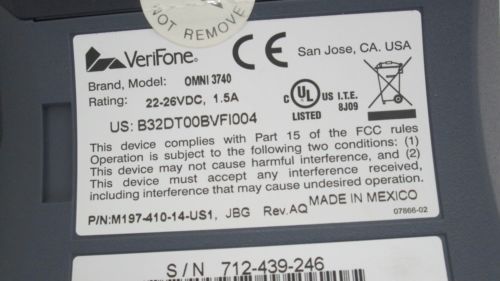 NOT REMOVE
VeriFone®
CE
San Jose, CA. USA
Brand, Model: OMNI 3740
Rating: 22-26VDC, 1.5A
C UL US I.T.E.
LISTED 8J09
US: B32DT00BVFI004
This device complies with Part 15 of the FCC rules
Operation is subject to the following two conditions: (1)
This device may not cause harmful interference, and (2)
This device must accept any interference received,
including interference that may cause undesired operation.
P/N:M197-410-14-US1, JBG Rev.AQ MADE IN MEXICO
07866-02
S/N 712-439-246